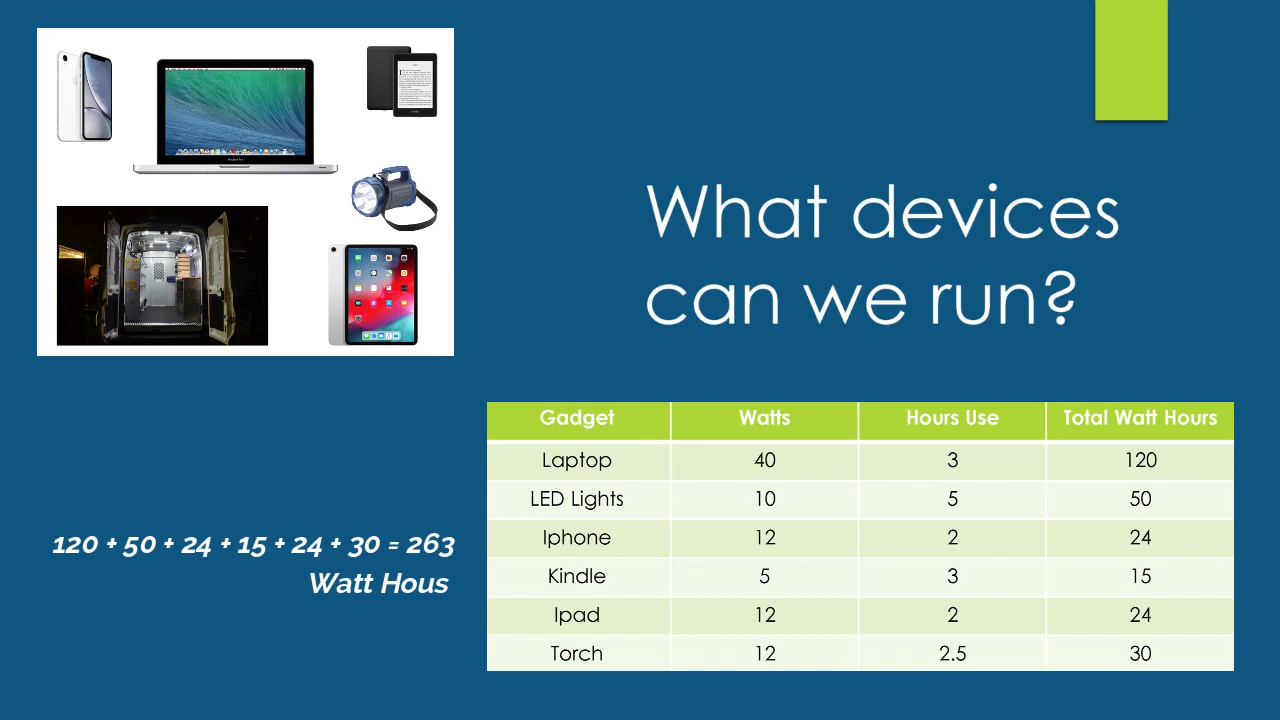 What devices
can we run?
Gadget Watts Hours Use Total Watt Hours
Laptop 40 3 120
LED Lights 10 5 50
Iphone 12 2 24
Kindle 5 3 15
Ipad 12 2 24
Torch 12 2.5 30
120 + 50 + 24 + 15 + 24 + 30 = 263
Watt Hous